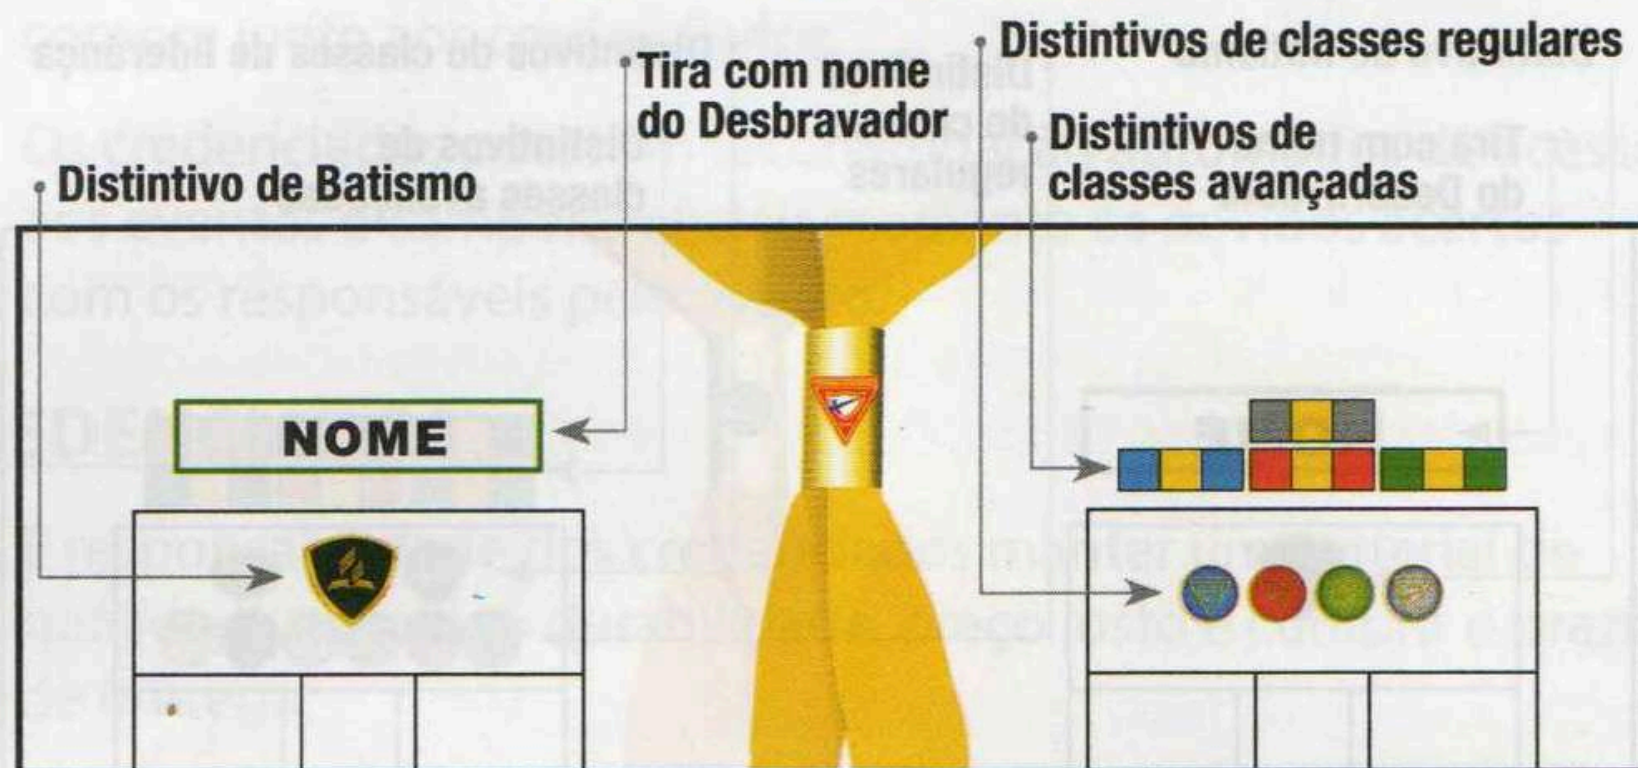 Distintivos de classes regulares
Tira com nome
do Desbravador
Distintivos de
classes avançadas
Distintivo de Batismo
NOME